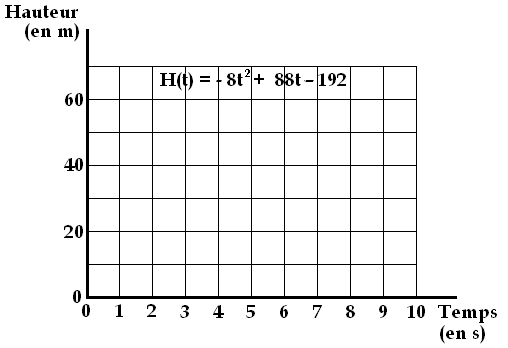 Hauteur
(en m)
H(t) = - 8t² + 88t – 192
60
40
20
0
0 1 2 3 4 5 6 7 8 9 10 Temps
(en s)